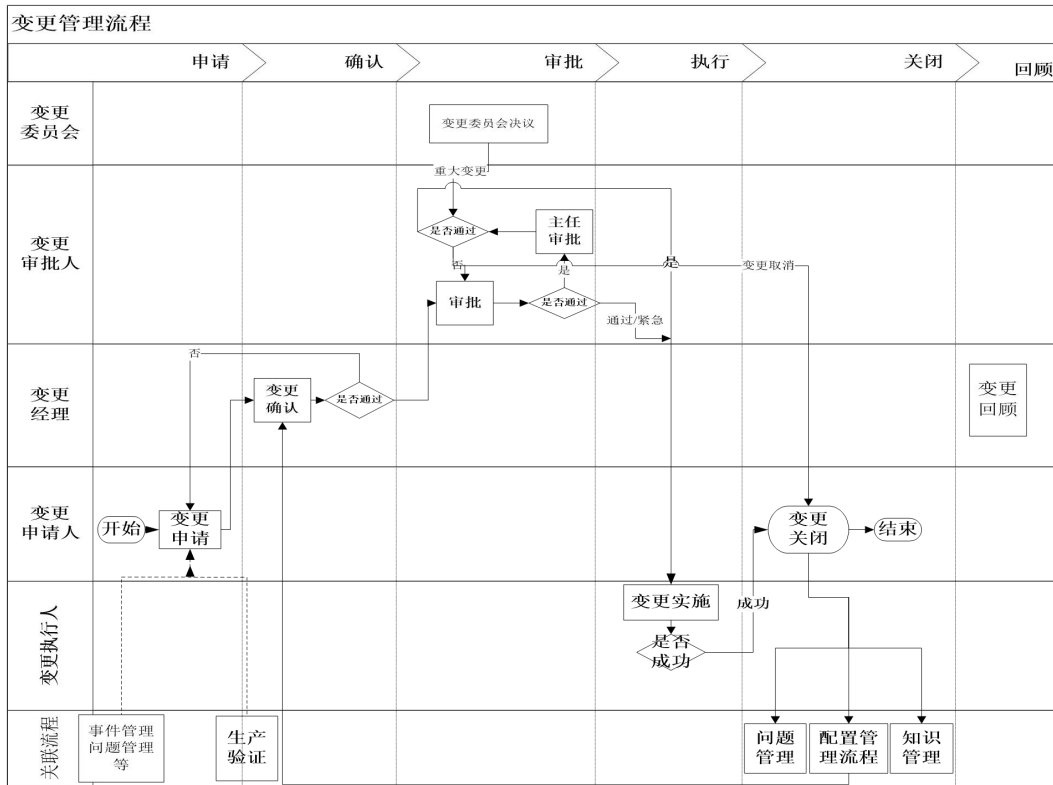 变更管理流程
申请
确认
审批
执行
关闭
回顾
变更
委员会
变更委员会决议
变更
审批人
重大变更
是否通过
主任
审批
否
是
是
变更取消
审批
是否通过
通过/紧急
变更
经理
否
变更
确认
是否通过
变更
回顾
变更
申请人
开始
变更
申请
变更
关闭
结束
变更执行人
变更实施
成功
是否
成功
关联流程
事件管理
问题管理
等
生产
验证
问题
管理
配置管
理流程
知识
管理